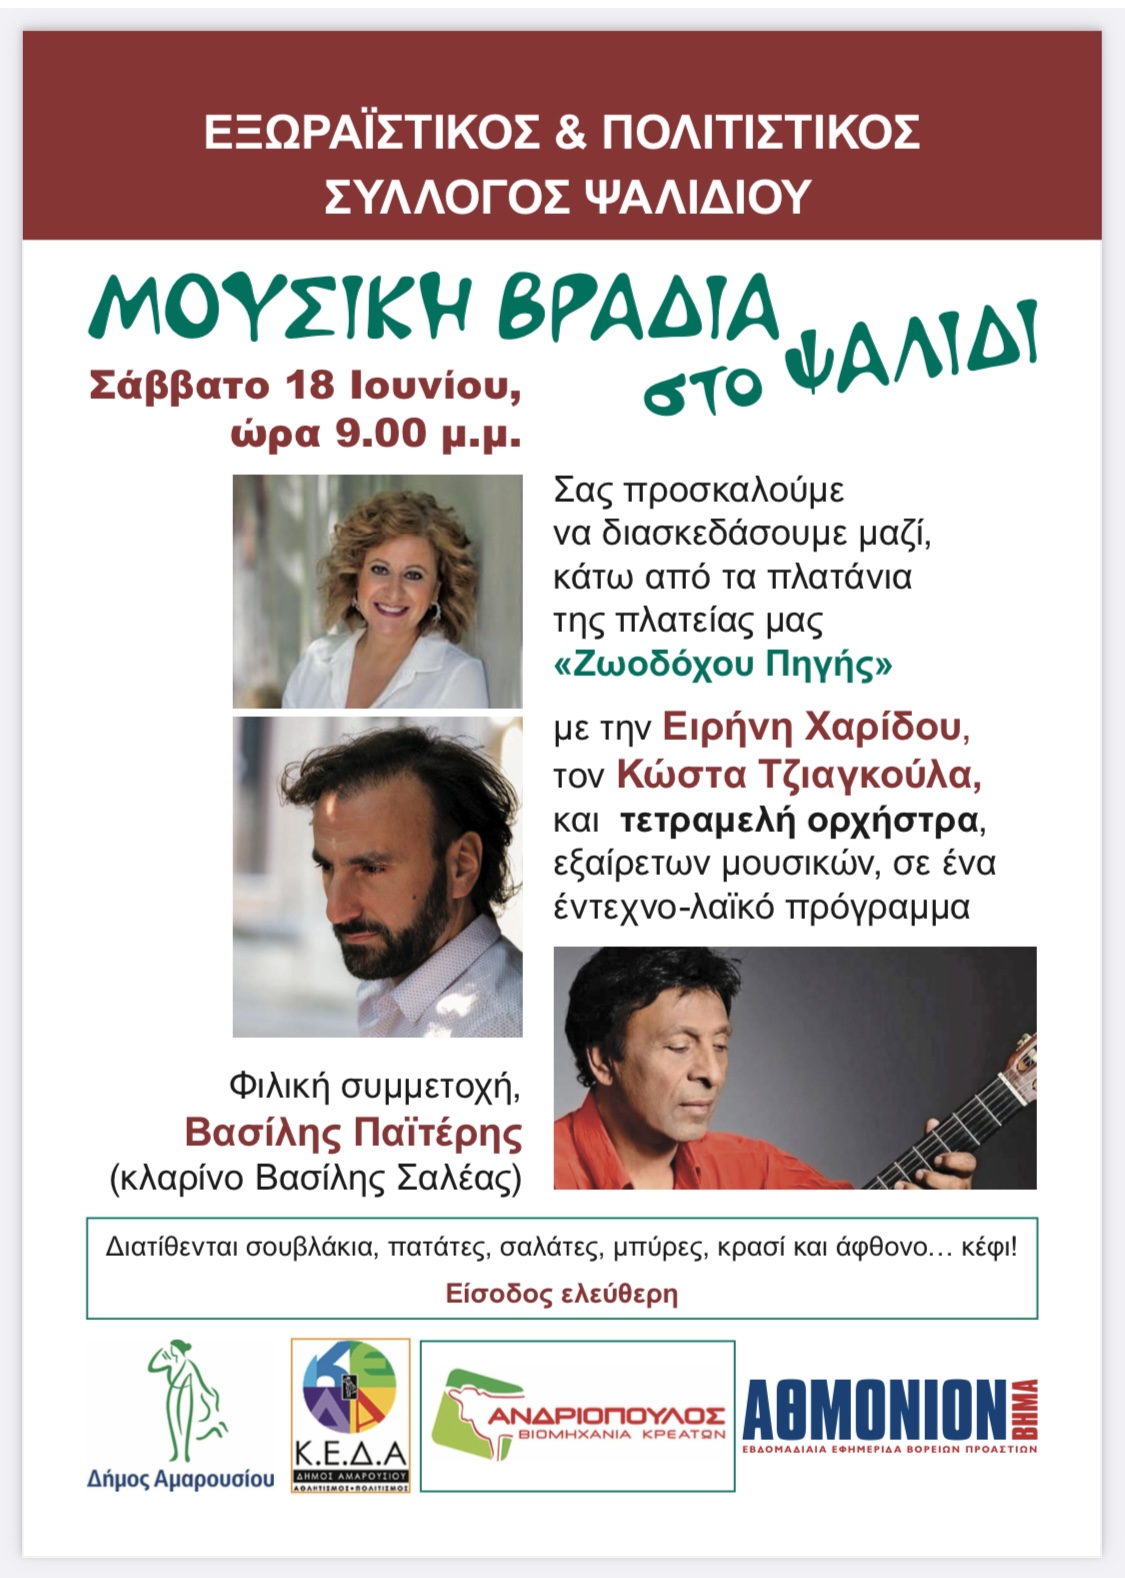 ΕΞΩΡΑΪΣΤΙΚΟΣ & ΠΟΛΙΤΙΣΤΙΚΟΣ
ΣΥΛΛΟΓΟΣ ΨΑΛΙΔΙΟΥ
ΜΟΥΣΙΚΗ ΒΡΑΔΙΑ
στο ΨΑΛΙΔΙ
Σάββατο 18 Ιουνίου,
ώρα 9.00 μ.μ.
Σας προσκαλούμε
να διασκεδάσουμε μαζί,
κάτω από τα πλατάνια
της πλατείας μας
«Ζωοδόχου Πηγής»
με την Ειρήνη Χαρίδου,
τον Κώστα Τζιαγκούλα,
και τετραμελή ορχήστρα,
εξαίρετων μουσικών, σε ένα
έντεχνο-λαϊκό πρόγραμμα
Φιλική συμμετοχή,
Βασίλης Παϊτέρης
(κλαρίνο Βασίλης Σαλέας)
Διατίθενται σουβλάκια, πατάτες, σαλάτες, μπύρες, κρασί και άφθονο… κέφι!
Είσοδος ελεύθερη
Δήμος Αμαρουσίου
ΚΕΔΑ
Κ.Ε.Δ.Α
ΔΗΜΟΣ ΑΜΑΡΟΥΣΙΟΥ
ΑΘΛΗΤΙΣΜΟΣ•ΠΟΛΙΤΙΣΜΟΣ
ΑΝΔΡΙΟΠΟΥΛΟΣ
ΒΙΟΜΗΧΑΝΙΑ ΚΡΕΑΤΩΝ
ΑΘΜΟΝΙΟΝ ΒΗΜΑ
ΕΒΔΟΜΑΔΙΑΙΑ ΕΦΗΜΕΡΙΔΑ ΒΟΡΕΙΩΝ ΠΡΟΑΣΤΙΩΝ